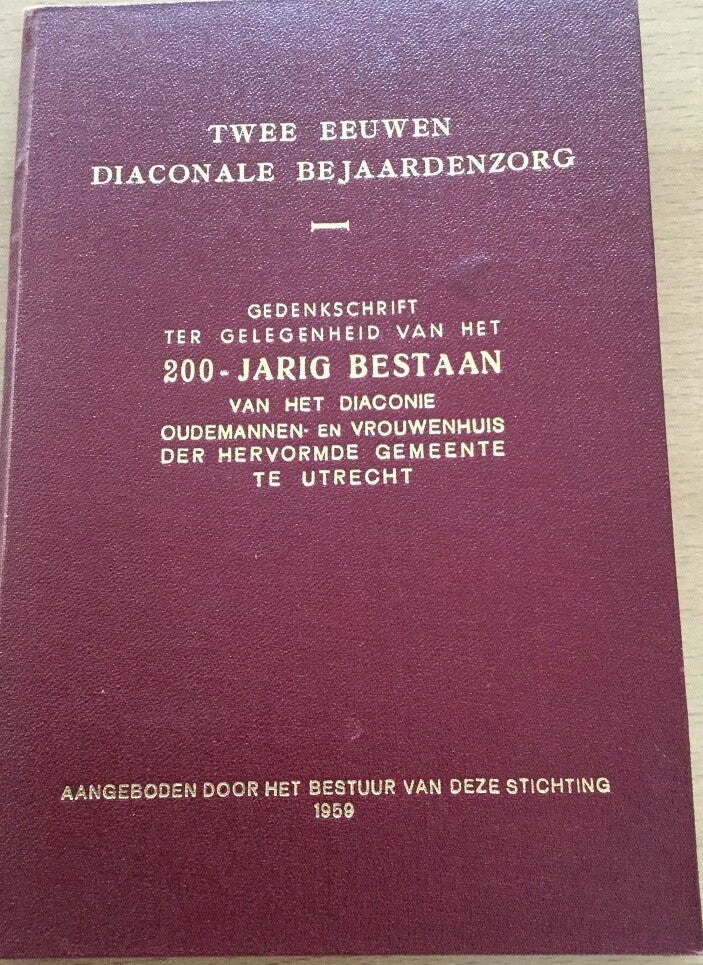 TWEE EEUWEN
DIACONALE BEJAARDENZORG
GEDENKSCHRIFT
TER GELEGENHEID VAN HET
200-JARIG BESTAAN
VAN HET DIACONIE
OUDEMANNEN- EN VROUWENHUIS
DER HERVORMDE GEMEENTE
TE UTRECHT
AANGEBODEN DOOR HET BESTUUR VAN DEZE STICHTING
1959